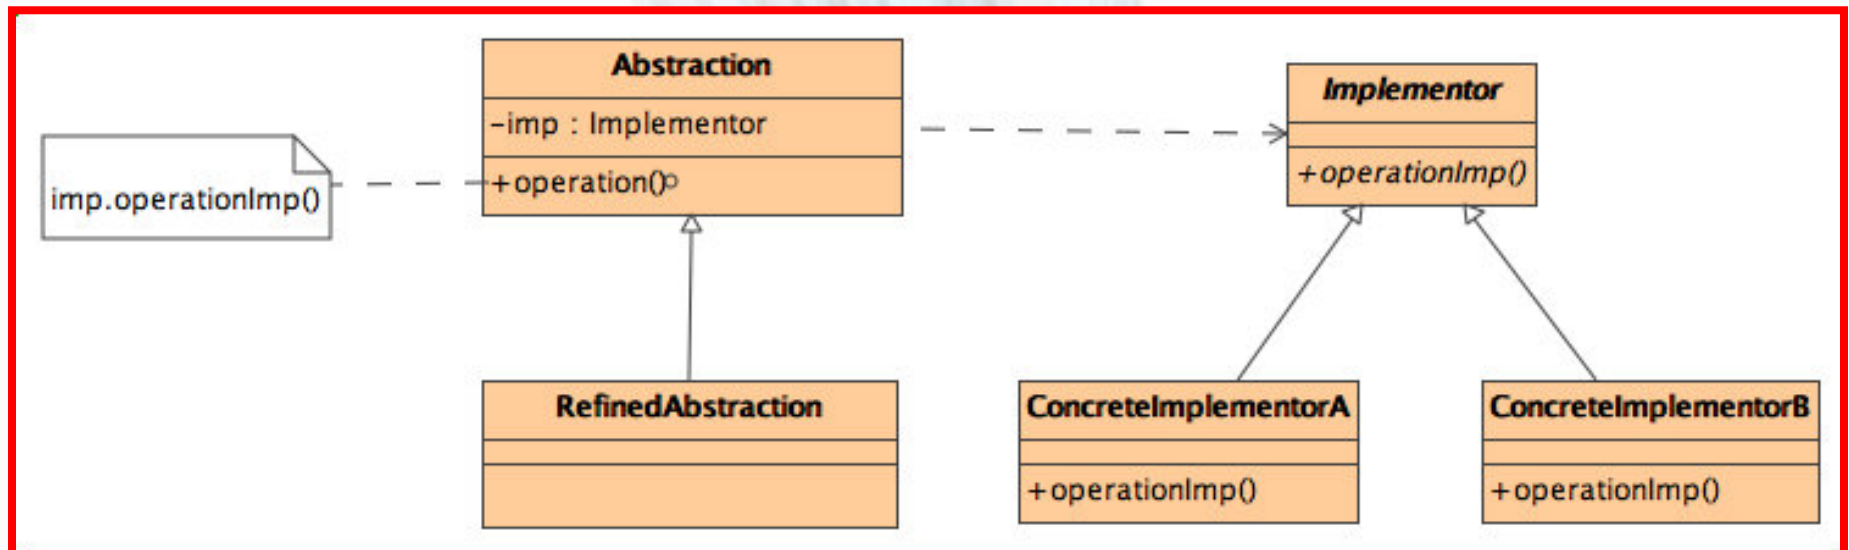 Abstraction
-imp : Implementor
+operation()
imp.operationImp()
Implementor
+operationImp()
RefinedAbstraction
ConcreteImplementorA
+operationImp()
ConcreteImplementorB
+operationImp()